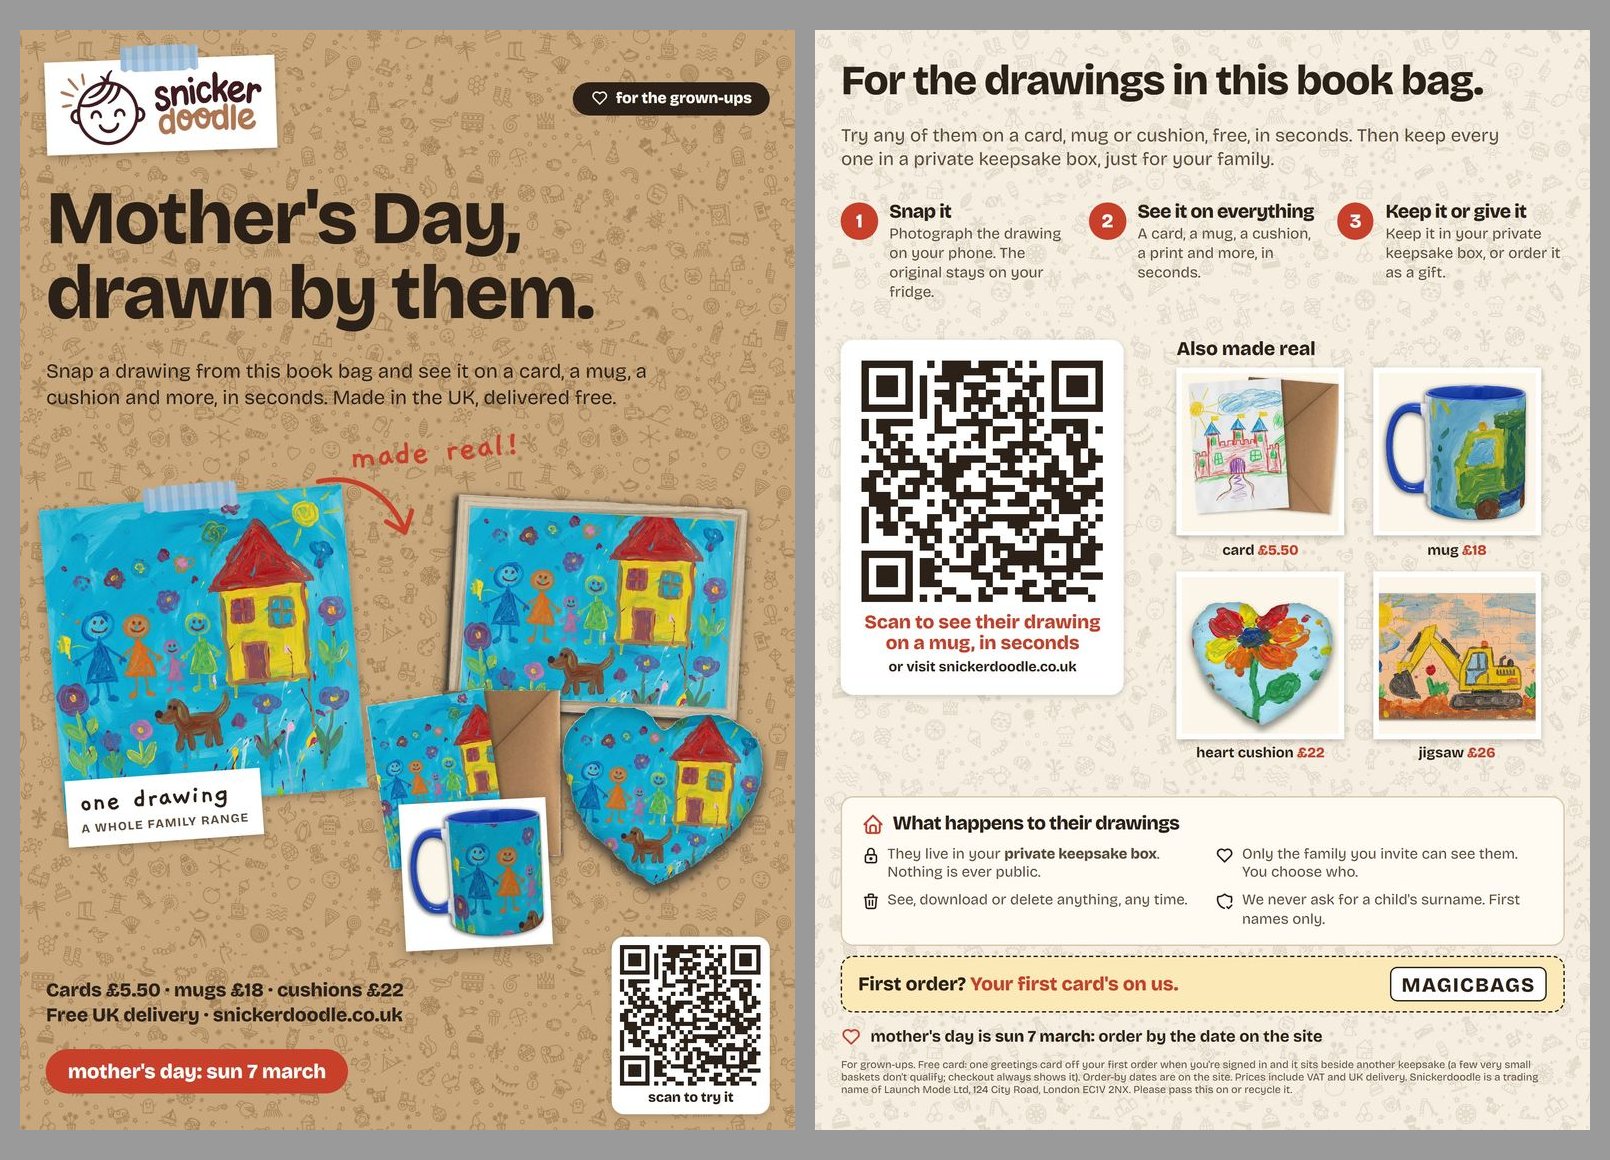 snicker
doodle
for the grown-ups
Mother's Day,
drawn by them.
Snap a drawing from this book bag and see it on a card, a mug, a
cushion and more, in seconds. Made in the UK, delivered free.
made real!
one drawing
A WHOLE FAMILY RANGE
Cards £5.50 · mugs £18 · cushions £22
Free UK delivery · snickerdoodle.co.uk
mother's day: sun 7 march
scan to try it
For the drawings in this book bag.
Try any of them on a card, mug or cushion, free, in seconds. Then keep every
one in a private keepsake box, just for your family.
1
Snap it
Photograph the drawing
on your phone. The
original stays on your
fridge.
2
See it on everything
A card, a mug, a cushion,
a print and more, in
seconds.
3
Keep it or give it
Keep it in your private
keepsake box, or order it
as a gift.
Scan to see their drawing
on a mug, in seconds
or visit snickerdoodle.co.uk
Also made real
card £5.50
mug £18
heart cushion £22
jigsaw £26
What happens to their drawings
They live in your private keepsake box.
Nothing is ever public.
Only the family you invite can see them.
You choose who.
See, download or delete anything, any time.
We never ask for a child's surname. First
names only.
First order? Your first card's on us.
MAGICBAGS
mother's day is sun 7 march: order by the date on the site
For grown-ups. Free card: one greetings card off your first order when you're signed in and it sits beside another keepsake (a few very small
baskets don't qualify; checkout always shows it). Order-by dates are on the site. Prices include VAT and UK delivery. Snickerdoodle is a trading
name of Launch Mode Ltd, 124 City Road, London EC1V 2NX. Please pass this on or recycle it.